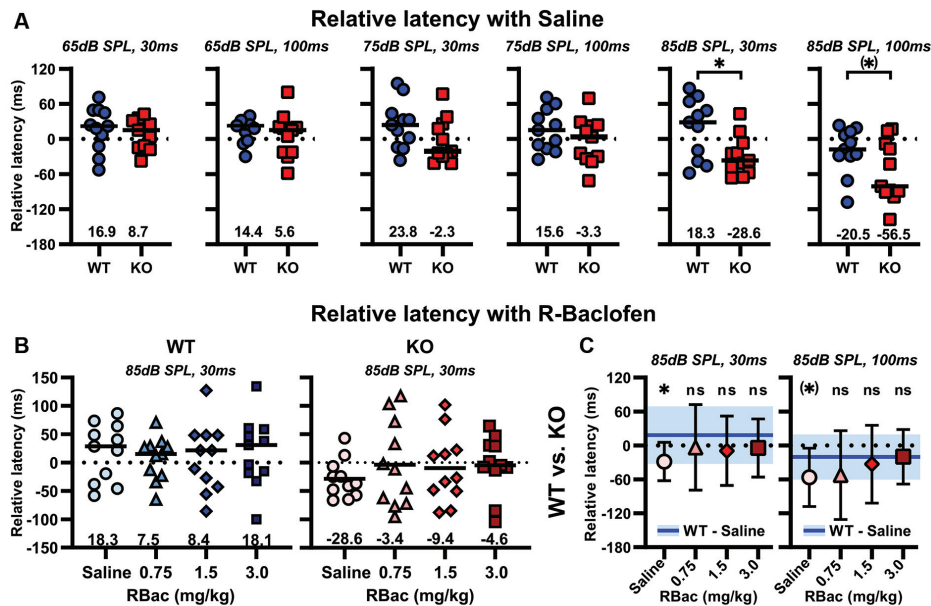 A
Relative latency with Saline
65dB SPL, 30ms 65dB SPL, 100ms 75dB SPL, 30ms 75dB SPL, 100ms 85dB SPL, 30ms 85dB SPL, 100ms
Relative latency (ms)
120
60
0
-60
-120
-180
* (*)
16.9 8.7 14.4 5.6 23.8 -2.3 15.6 -3.3 18.3 -28.6 -20.5 -56.5
WT KO WT KO WT KO WT KO WT KO WT KO
Relative latency with R-Baclofen
B
WT KO
85dB SPL, 30ms 85dB SPL, 30ms
Relative latency (ms)
150
100
50
0
-50
-100
-150
18.3 7.5 8.4 18.1 -28.6 -3.4 -9.4 -4.6
Saline 0.75 1.5 3.0 Saline 0.75 1.5 3.0
RBac (mg/kg) RBac (mg/kg)
C
WT vs. KO
85dB SPL, 30ms 85dB SPL, 100ms
Relative latency (ms)
120
60
0
-60
-120
-180
* ns ns ns (*) ns ns ns
WT - Saline WT - Saline
Saline 0.75 1.5 3.0 Saline 0.75 1.5 3.0
RBac (mg/kg) RBac (mg/kg)